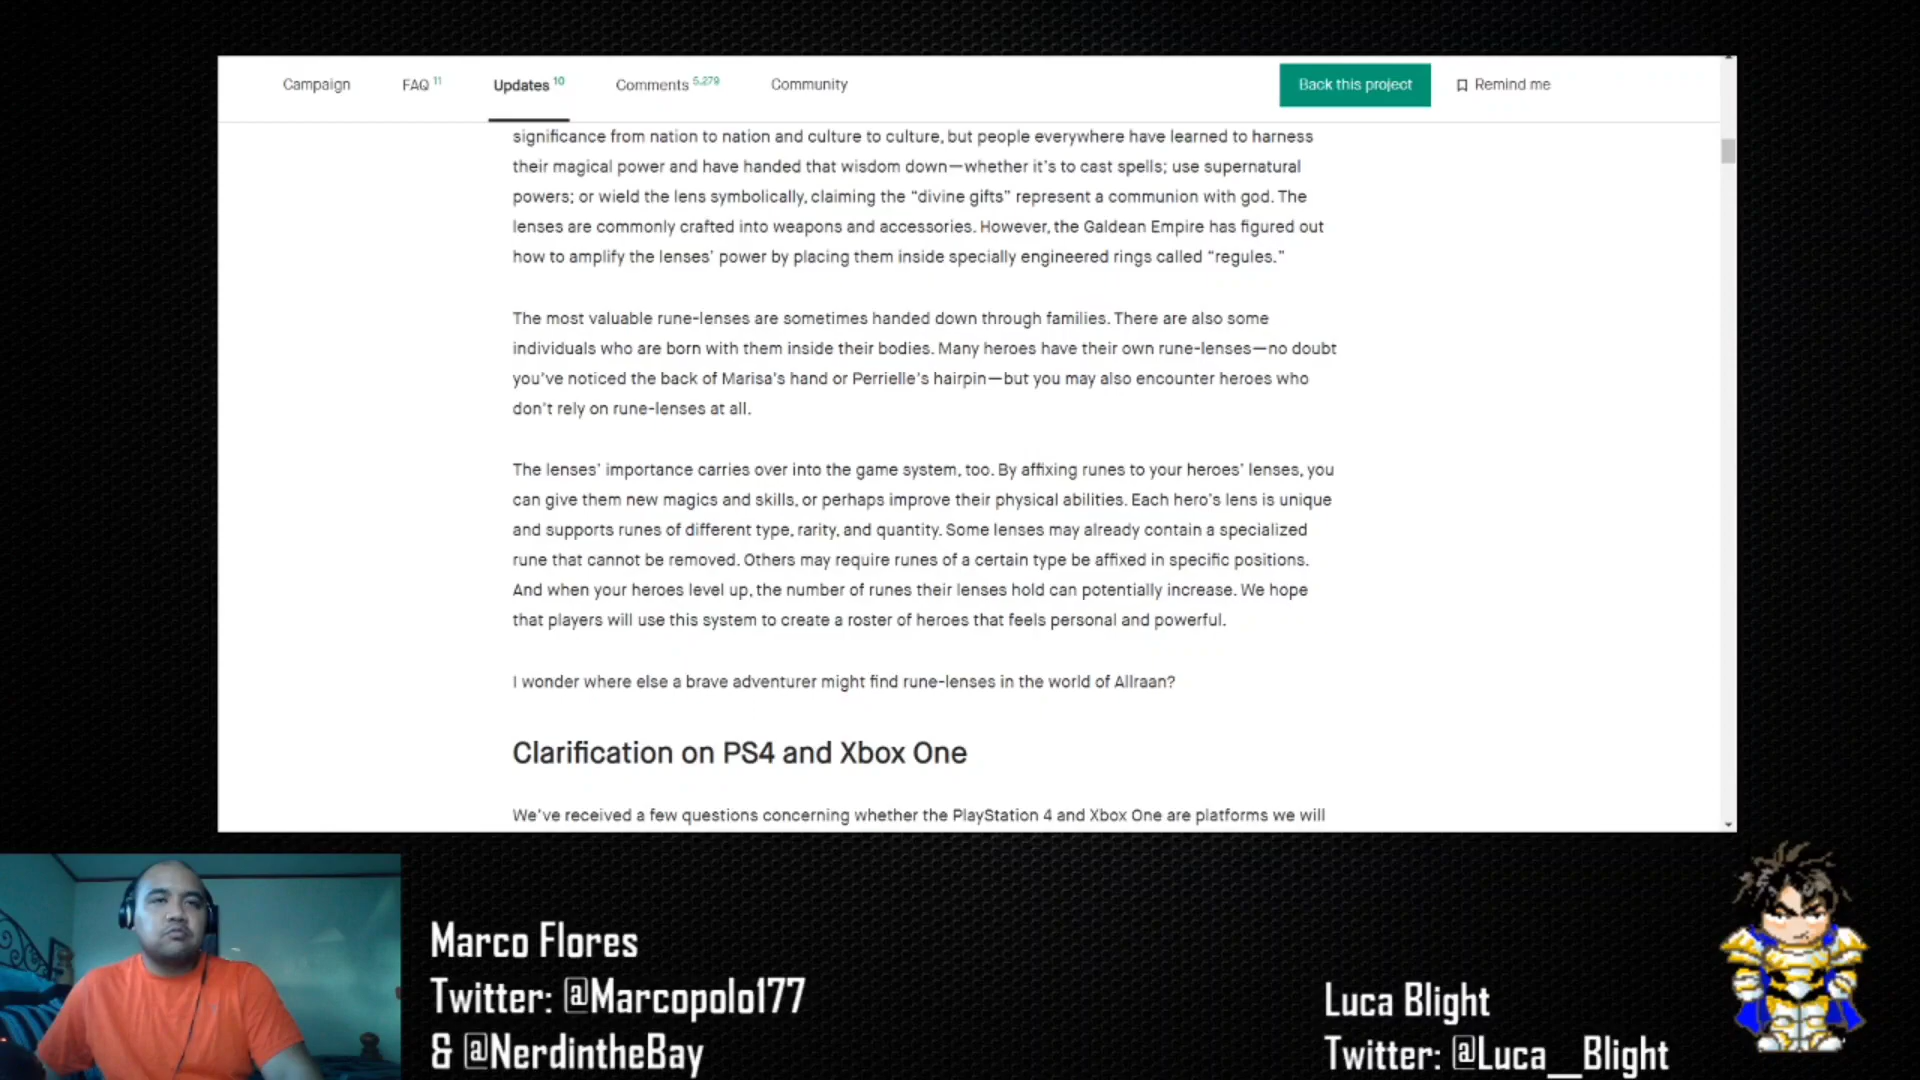 Campaign FAQ 11 Updates 10 Comments 5,279 Community Back this project Remind me
significance from nation to nation and culture to culture, but people everywhere have learned to harness
their magical power and have handed that wisdom down—whether it's to cast spells; use supernatural
powers; or wield the lens symbolically, claiming the “divine gifts” represent a communion with god. The
lenses are commonly crafted into weapons and accessories. However, the Galdean Empire has figured out
how to amplify the lenses' power by placing them inside specially engineered rings called “regules.”
The most valuable rune-lenses are sometimes handed down through families. There are also some
individuals who are born with them inside their bodies. Many heroes have their own rune-lenses—no doubt
you've noticed the back of Marisa's hand or Perrielle's hairpin—but you may also encounter heroes who
don't rely on rune-lenses at all.
The lenses' importance carries over into the game system, too. By affixing runes to your heroes' lenses, you
can give them new magics and skills, or perhaps improve their physical abilities. Each hero's lens is unique
and supports runes of different type, rarity, and quantity. Some lenses may already contain a specialized
rune that cannot be removed. Others may require runes of a certain type be affixed in specific positions.
And when your heroes level up, the number of runes their lenses hold can potentially increase. We hope
that players will use this system to create a roster of heroes that feels personal and powerful.
I wonder where else a brave adventurer might find rune-lenses in the world of Allraan?
Clarification on PS4 and Xbox One
We've received a few questions concerning whether the PlayStation 4 and Xbox One are platforms we will
Marco Flores
Twitter: @Marcopolo177
& @NerdintheBay
Luca Blight
Twitter: @Luca__Blight